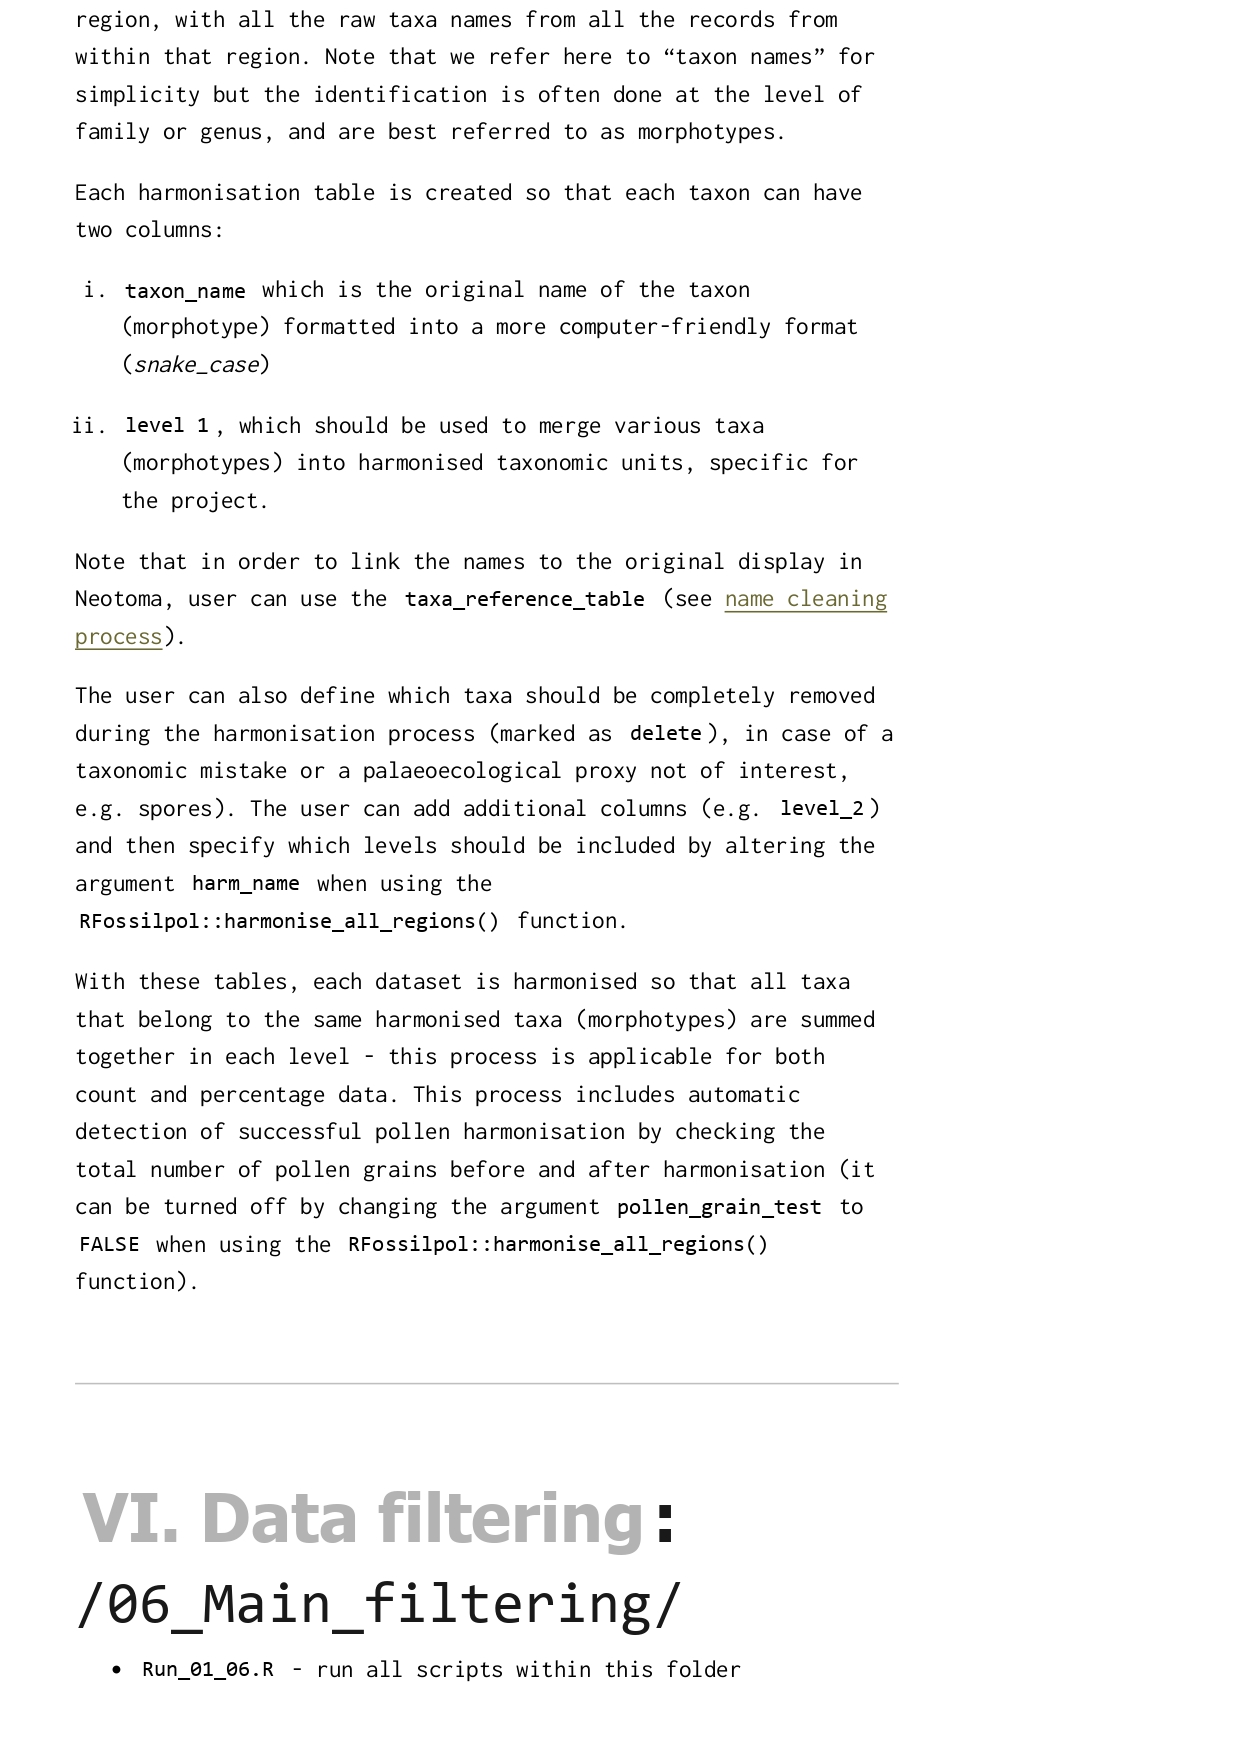 region, with all the raw taxa names from all the records from
within that region. Note that we refer here to “taxon names” for
simplicity but the identification is often done at the level of
family or genus, and are best referred to as morphotypes.
Each harmonisation table is created so that each taxon can have
two columns:
i. taxon_name which is the original name of the taxon
(morphotype) formatted into a more computer-friendly format
(snake_case)
ii. level 1, which should be used to merge various taxa
(morphotypes) into harmonised taxonomic units, specific for
the project.
Note that in order to link the names to the original display in
Neotoma, user can use the taxa_reference_table (see name cleaning
process).
The user can also define which taxa should be completely removed
during the harmonisation process (marked as delete), in case of a
taxonomic mistake or a palaeoecological proxy not of interest,
e.g. spores). The user can add additional columns (e.g. level_2)
and then specify which levels should be included by altering the
argument harm_name when using the
RFossilpol::harmonise_all_regions() function.
With these tables, each dataset is harmonised so that all taxa
that belong to the same harmonised taxa (morphotypes) are summed
together in each level - this process is applicable for both
count and percentage data. This process includes automatic
detection of successful pollen harmonisation by checking the
total number of pollen grains before and after harmonisation (it
can be turned off by changing the argument pollen_grain_test to
FALSE when using the RFossilpol::harmonise_all_regions()
function).
VI. Data filtering:
/06_Main_filtering/
• Run_01_06.R - run all scripts within this folder